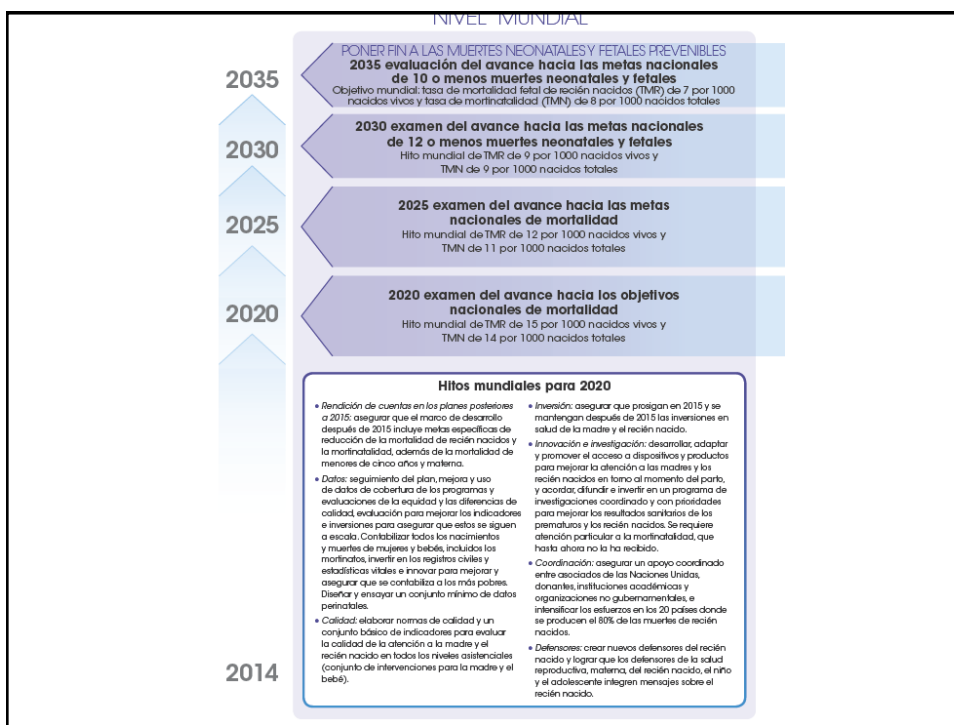 NIVEL MUNDIAL
PONER FIN A LAS MUERTES NEONATALES Y FETALES PREVENIBLES
2035 evaluación del avance hacia las metas nacionales
de 10 o menos muertes neonatales y fetales
Objetivo mundial: tasa de mortalidad fetal de recién nacidos (TMR) de 7 por 1000
nacidos vivos y tasa de mortinatalidad (TMN) de 8 por 1000 nacidos totales
2035
2030 examen del avance hacia las metas nacionales
de 12 o menos muertes neonatales y fetales
Hito mundial de TMR de 9 por 1000 nacidos vivos y
TMN de 9 por 1000 nacidos totales
2030
2025 examen del avance hacia las metas
nacionales de mortalidad
Hito mundial de TMR de 12 por 1000 nacidos vivos y
TMN de 11 por 1000 nacidos totales
2025
2020 examen del avance hacia los objetivos
nacionales de mortalidad
Hito mundial de TMR de 15 por 1000 nacidos vivos y
TMN de 14 por 1000 nacidos totales
2020
Hitos mundiales para 2020
• Rendición de cuentas en los planes posteriores
a 2015: asegurar que el marco de desarrollo
después de 2015 incluye metas específicas de
reducción de la mortalidad de recién nacidos y
la mortinatalidad, además de la mortalidad de
menores de cinco años y materna.
• Datos: seguimiento del plan, mejora y uso
de datos de cobertura de los programas y
evaluaciones de la equidad y las diferencias de
calidad, evaluación para mejorar los indicadores
e inversiones para asegurar que estos se siguen
a escala. Contabilizar todos los nacimientos
y muertes de mujeres y bebés, incluidos los
mortinatos, invertir en los registros civiles y
estadísticas vitales e innovar para mejorar y
asegurar que se contabiliza a los más pobres.
Diseñar y ensayar un conjunto mínimo de datos
perinatales.
• Calidad: elaborar normas de calidad y un
conjunto básico de indicadores para evaluar
la calidad de la atención a la madre y el
recién nacido en todos los niveles asistenciales
(conjunto de intervenciones para la madre y el
bebé).
• Inversión: asegurar que prosigan en 2015 y se
mantengan después de 2015 las inversiones en
salud de la madre y el recién nacido.
• Innovación e investigación: desarrollar, adaptar
y promover el acceso a dispositivos y productos
para mejorar la atención a las madres y los
recién nacidos en torno al momento del parto,
y acordar, difundir e invertir en un programa de
investigaciones coordinado y con prioridades
para mejorar los resultados sanitarios de los
prematuros y los recién nacidos. Se requiere
atención particular a la mortinatalidad, que
hasta ahora no la ha recibido.
• Coordinación: asegurar un apoyo coordinado
entre asociados de las Naciones Unidas,
donantes, instituciones académicas y
organizaciones no gubernamentales, e
intensificar los esfuerzos en los 20 países donde
se producen el 80% de las muertes de recién
nacidos.
• Defensores: crear nuevos defensores del recién
nacido y lograr que los defensores de la salud
reproductiva, materna, del recién nacido, el niño
y el adolescente integren mensajes sobre el
recién nacido.
2014